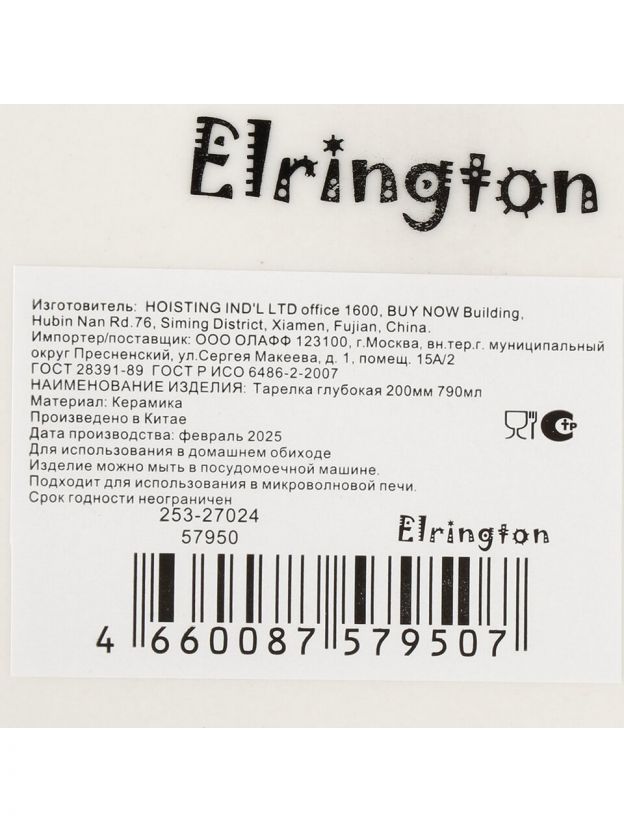 Elrington
Изготовитель: HOISTING IND'L LTD office 1600, BUY NOW Building,
Hubin Nan Rd.76, Siming District, Xiamen, Fujian, China.
Импортер/поставщик: ООО ОЛАФФ 123100, г.Москва, вн.тер.г. муниципальный
округ Пресненский, ул.Сергея Макеева, д. 1, помещ. 15А/2
ГОСТ 28391-89 ГОСТ Р ИСО 6486-2-2007
НАИМЕНОВАНИЕ ИЗДЕЛИЯ: Тарелка глубокая 200мм 790мл
Материал: Керамика
Произведено в Китае
Дата производства: февраль 2025
Для использования в домашнем обиходе
Изделие можно мыть в посудомоечной машине.
Подходит для использования в микроволновой печи.
Срок годности неограничен
253-27024
57950
Elrington
4 660087 579507